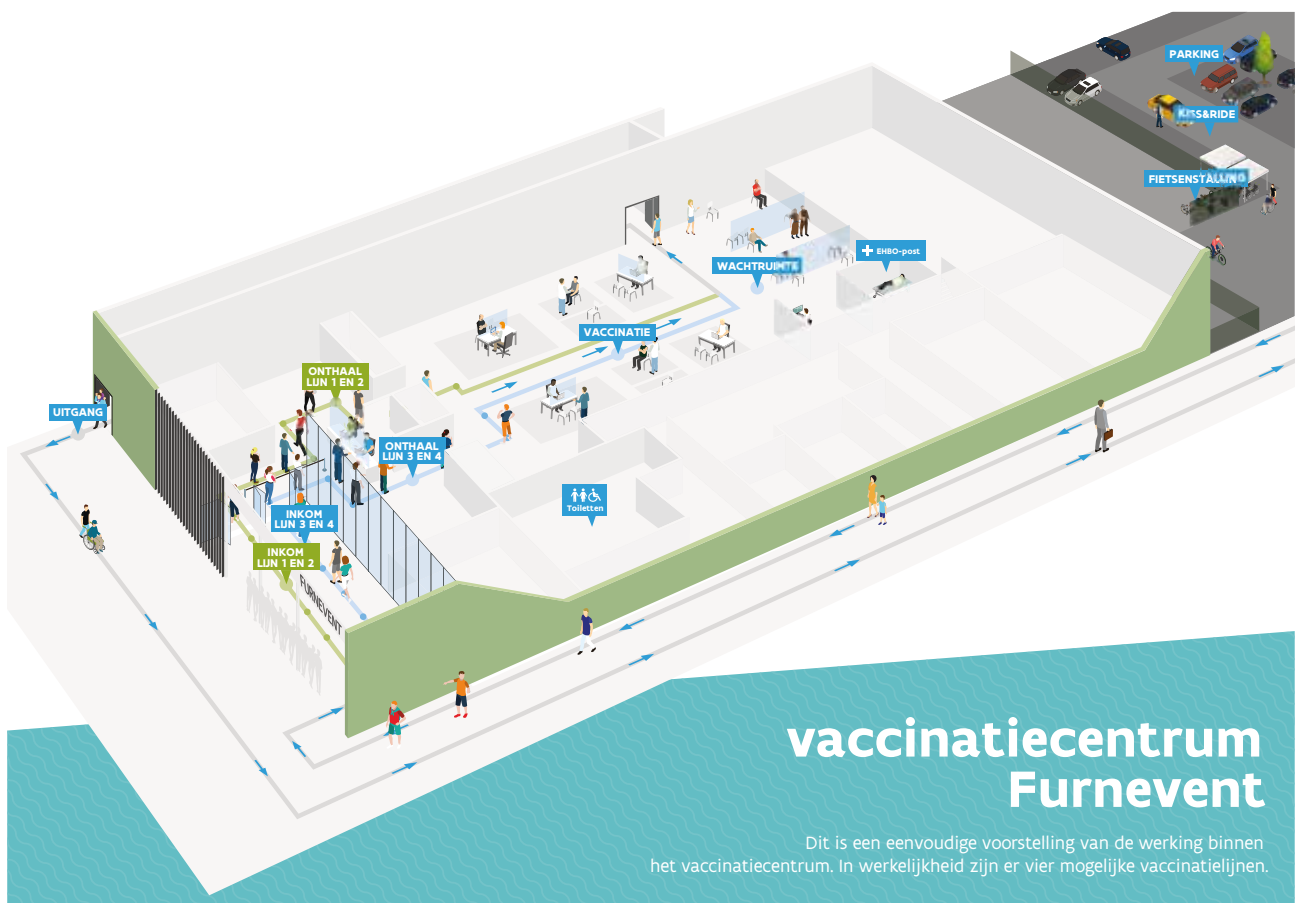 PARKING
KISS&RIDE
FIETSENSTALLING
EHBO-post
WACHTRUIMTE
VACCINATIE
ONTHAAL
LIJN 1 EN 2
UITGANG
ONTHAAL
LIJN 3 EN 4
Toiletten
INKOM
LIJN 3 EN 4
INKOM
LIJN 1 EN 2
FURNEVENT
vaccinatiecentrum
Furnevent
Dit is een eenvoudige voorstelling van de werking binnen
het vaccinatiecentrum. In werkelijkheid zijn er vier mogelijke vaccinatielijnen.